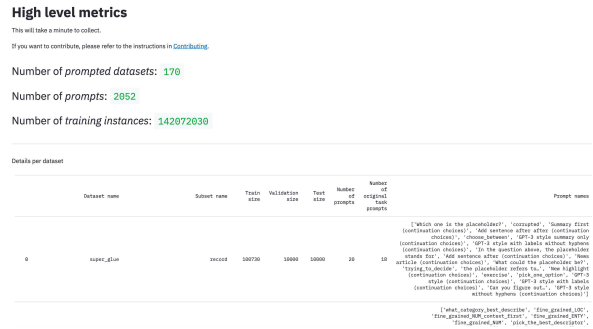 High level metrics
This will take a minute to collect.
If you want to contribute, please refer to the instructions in Contributing.
Number of prompted datasets: 170
Number of prompts: 2052
Number of training instances: 142072030
Details per dataset
Dataset name Subset name Train size Validation size Test size Number of prompts Number of original task prompts Prompt names
0 super_glue record 100730 10000 10000 20 18
['Which one is the placeholder?', 'corrupted', 'Summary first
(continuation choices)', 'Add sentence after after (continuation
choices)', 'choose_between', 'GPT-3 style summary only
(continuation choices)', 'GPT-3 style with labels without hyphens
(continuation choices)', 'In the question above, the placeholder
stands for', 'Add sentence after (continuation choices)', 'News
article (continuation choices)', 'What could the placeholder be?',
'trying_to_decide', 'the placeholder refers to…', 'New highlight
(continuation choices)', 'exercise', 'pick_one_option', 'GPT-3
style (continuation choices)', 'GPT-3 style with labels
(continuation choices)', 'Can you figure out…', 'GPT-3 style
without hyphens (continuation choices)']
['what_category_best_describe', 'fine_grained_LOC',
'fine_grained_NUM_context_first', 'fine_grained_ENTY',
'fine_grained_NUM', 'pick_the_best_descriptor',